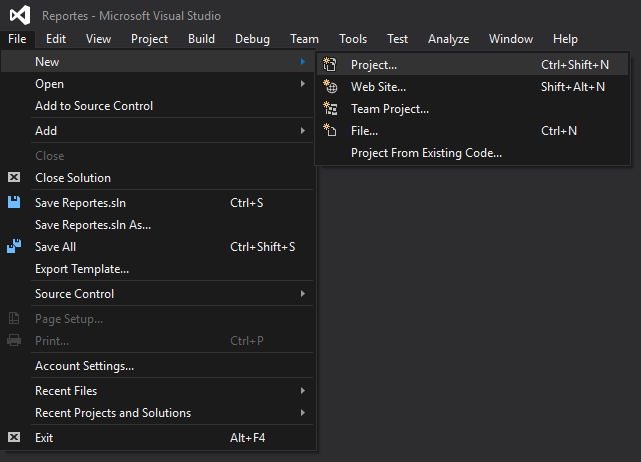 Reportes - Microsoft Visual Studio
File Edit View Project Build Debug Team Tools Test Analyze Window Help
New
Open
Add to Source Control
Add
Close
Close Solution
Save Reportes.sln Ctrl+S
Save Reportes.sln As...
Save All Ctrl+Shift+S
Export Template...
Source Control
Page Setup...
Print... Ctrl+P
Account Settings...
Recent Files
Recent Projects and Solutions
Exit Alt+F4
Project... Ctrl+Shift+N
Web Site... Shift+Alt+N
Team Project...
File... Ctrl+N
Project From Existing Code...